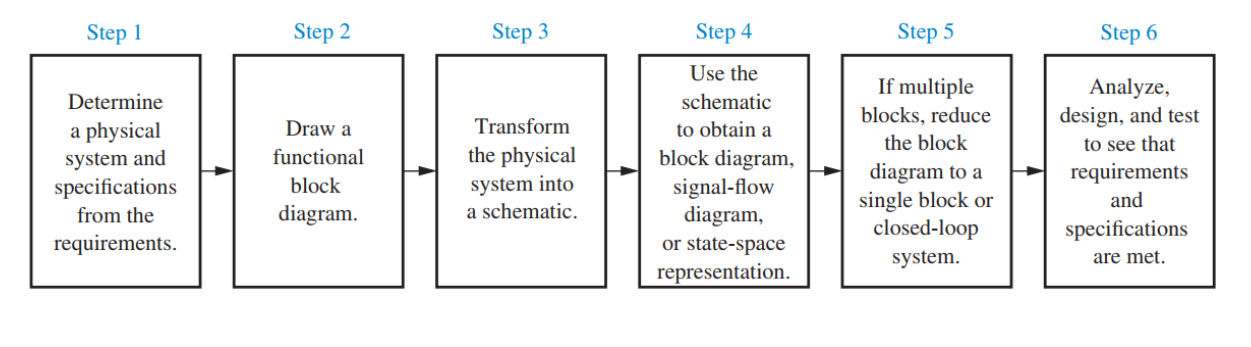 Step 1
Determine
a physical
system and
specifications
from the
requirements.
Step 2
Draw a
functional
block
diagram.
Step 3
Transform
the physical
system into
a schematic.
Step 4
Use the
schematic
to obtain a
block diagram,
signal-flow
diagram,
or state-space
representation.
Step 5
If multiple
blocks, reduce
the block
diagram to a
single block or
closed-loop
system.
Step 6
Analyze,
design, and test
to see that
requirements
and
specifications
are met.